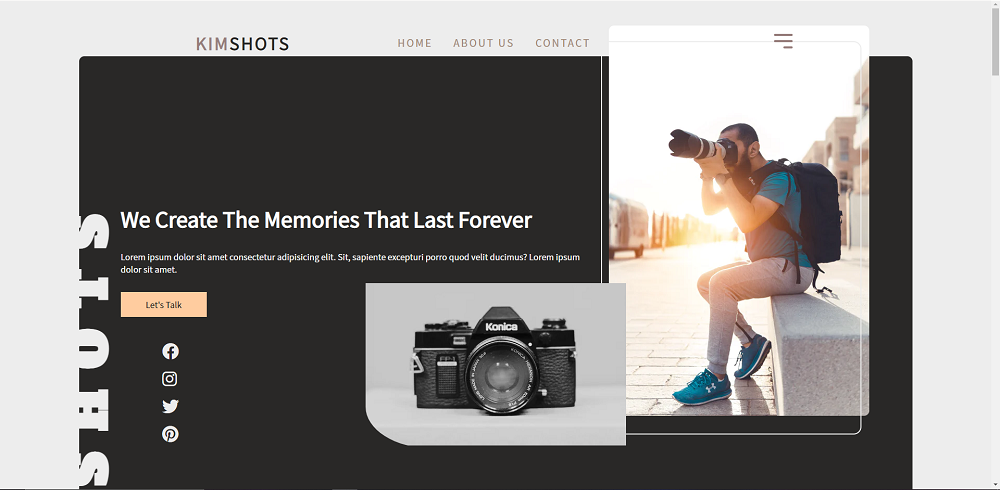 KIMSHOTS
HOME ABOUT US CONTACT
We Create The Memories That Last Forever
Lorem ipsum dolor sit amet consectetur adipisicing elit. Sit, sapiente excepturi porro quod velit ducimus? Lorem ipsum
dolor sit amet.
Let's Talk
SHOTS
Konica